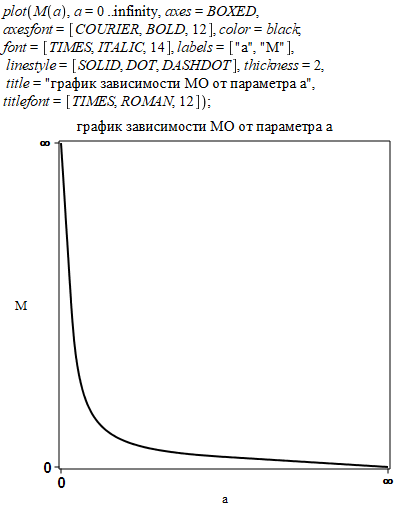 plot(M(a), a = 0 ..infinity, axes = BOXED,
axesfont = [COURIER, BOLD, 12], color = black,
font = [TIMES, ITALIC, 14], labels = ["a", "M"],
linestyle = [SOLID, DOT, DASHDOT], thickness = 2,
title = "график зависимости МО от параметра а",
titlefont = [TIMES, ROMAN, 12]);
график зависимости МО от параметра а
∞
M
0
0
∞
a